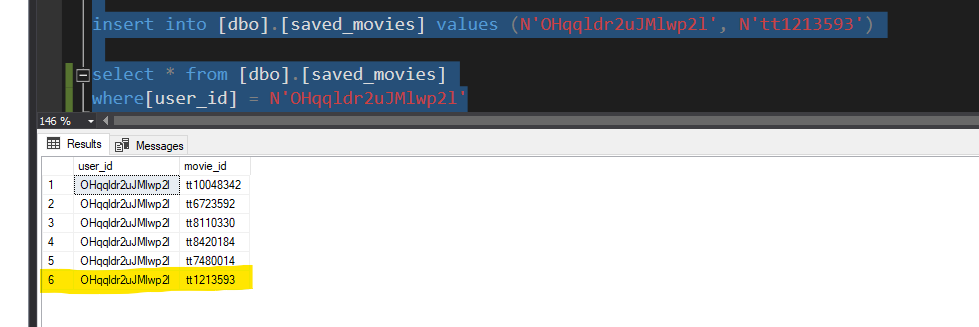 insert into [dbo].[saved_movies] values (N'OHqqldr2uJMlwp2l', N'tt1213593')
select * from [dbo].[saved_movies]
where[user_id] = N'OHqqldr2uJMlwp2l'
146 %
Results Messages
user_id movie_id
1 OHqqldr2uJMlwp2l tt10048342
2 OHqqldr2uJMlwp2l tt6723592
3 OHqqldr2uJMlwp2l tt8110330
4 OHqqldr2uJMlwp2l tt8420184
5 OHqqldr2uJMlwp2l tt7480014
6 OHqqldr2uJMlwp2l tt1213593